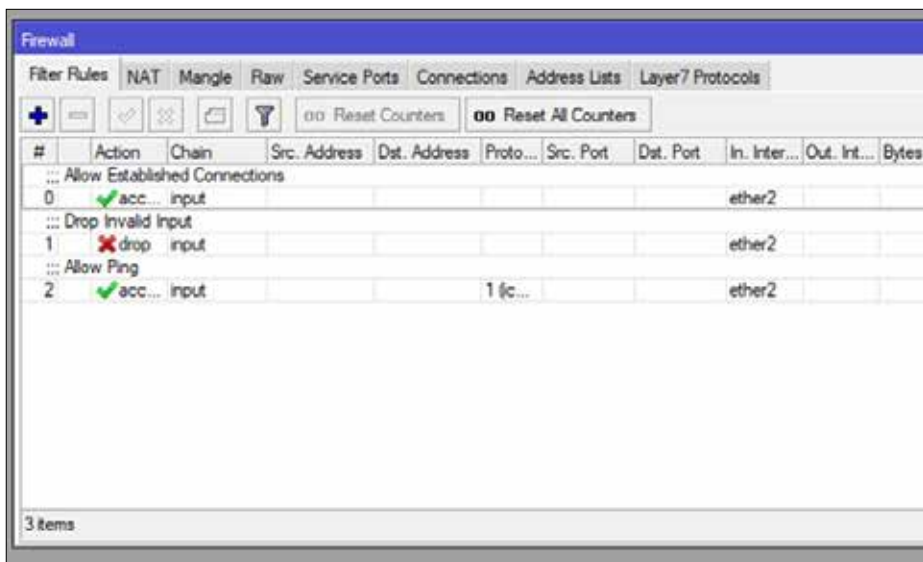 Firewall
Filter Rules NAT Mangle Raw Service Ports Connections Address Lists Layer7 Protocols
00 Reset Counters 00 Reset All Counters
# Action Chain Src. Address Dst. Address Proto... Src. Port Dst. Port In. Inter... Out. Int... Bytes
::: Allow Established Connections
0 acc... input ether2
::: Drop Invalid Input
1 drop input ether2
::: Allow Ping
2 acc... input 1 (ic... ether2
3 items